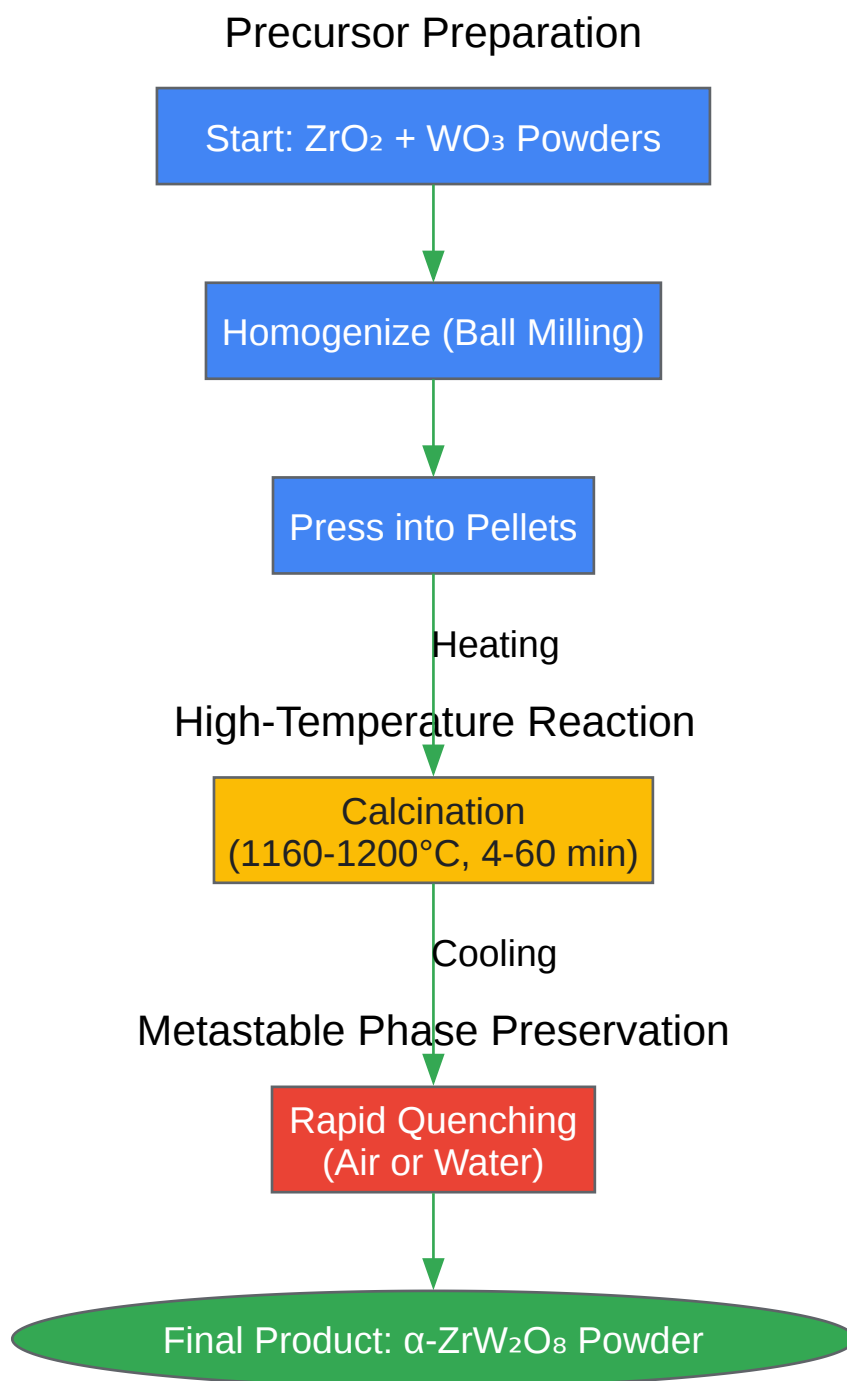 Precursor Preparation
Start: ZrO₂ + WO₃ Powders
Homogenize (Ball Milling)
Press into Pellets
Heating
High-Temperature Reaction
Calcination
(1160-1200°C, 4-60 min)
Cooling
Metastable Phase Preservation
Rapid Quenching
(Air or Water)
Final Product: α-ZrW₂O₈ Powder